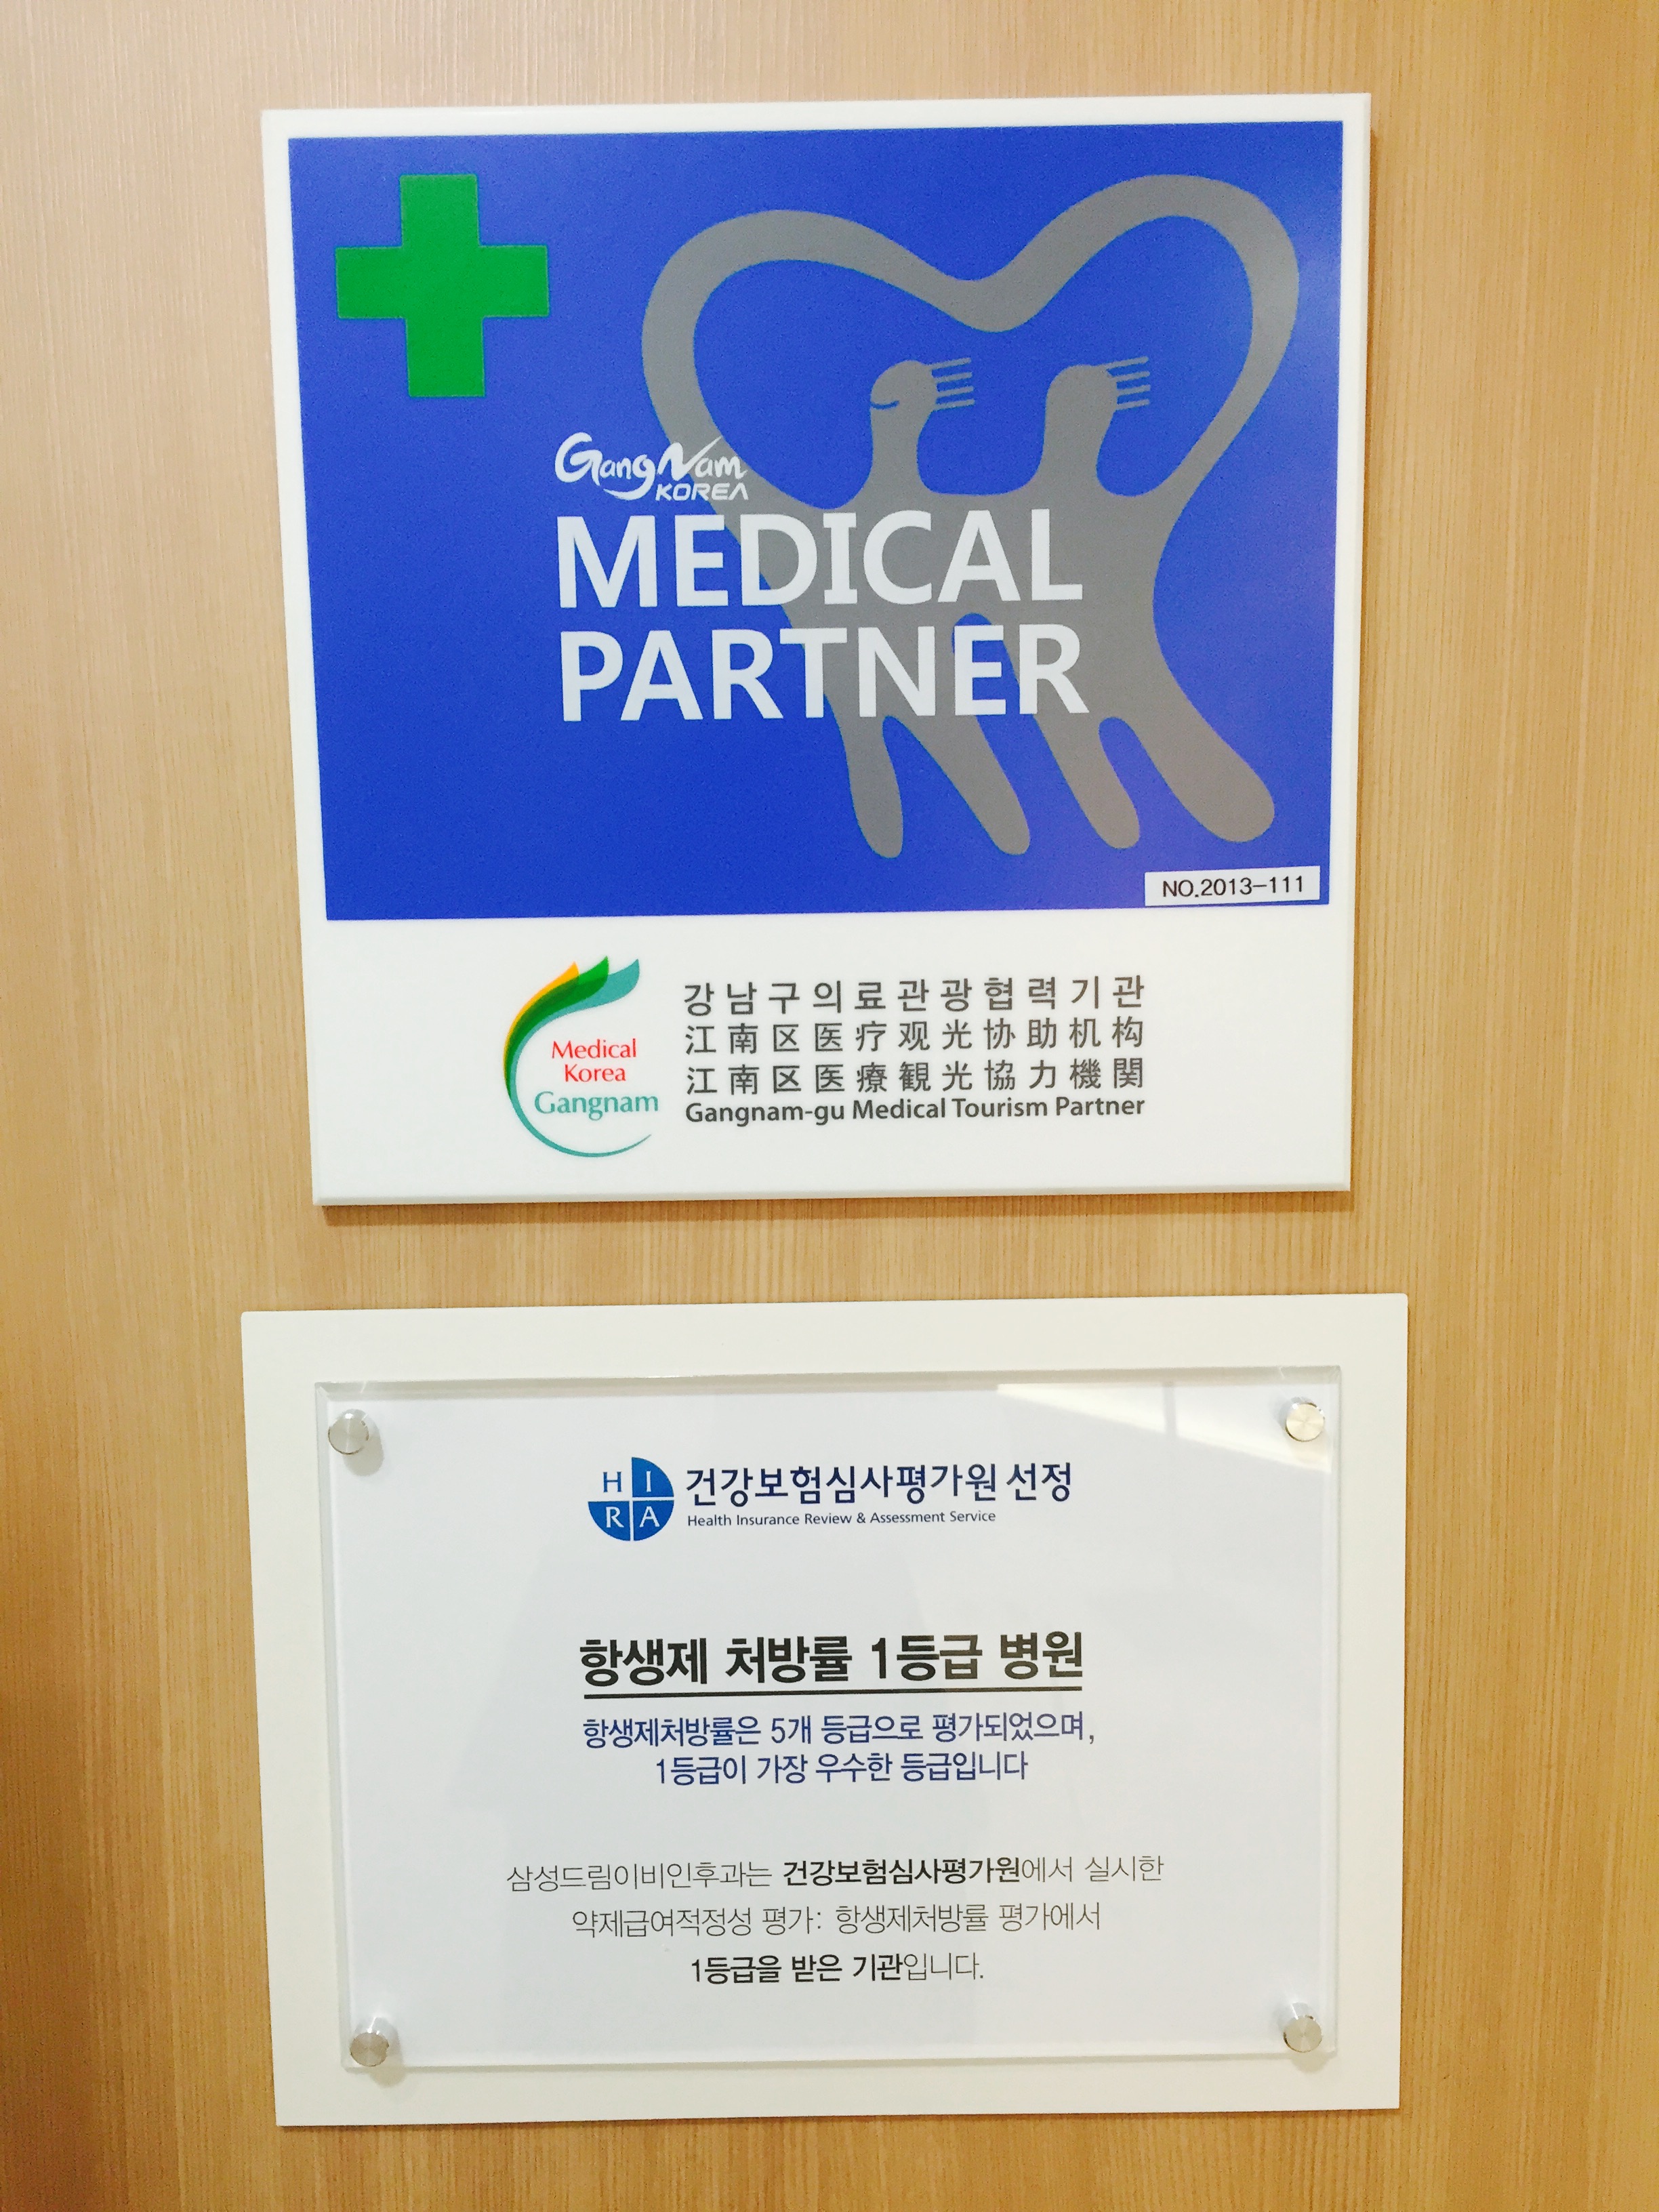 GangNam
KOREA
MEDICAL
PARTNER
NO.2013-111
Medical
Korea
Gangnam
강남구의료관광협력기관
江南区医疗观光协助机构
江南区医療観光協力機関
Gangnam-gu Medical Tourism Partner
HI
RA
건강보험심사평가원 선정
Health Insurance Review & Assessment Service
항생제 처방률 1등급 병원
항생제처방률은 5개 등급으로 평가되었으며,
1등급이 가장 우수한 등급입니다
삼성드림이비인후과는 건강보험심사평가원에서 실시한
약제급여적정성 평가: 항생제처방률 평가에서
1등급을 받은 기관입니다.